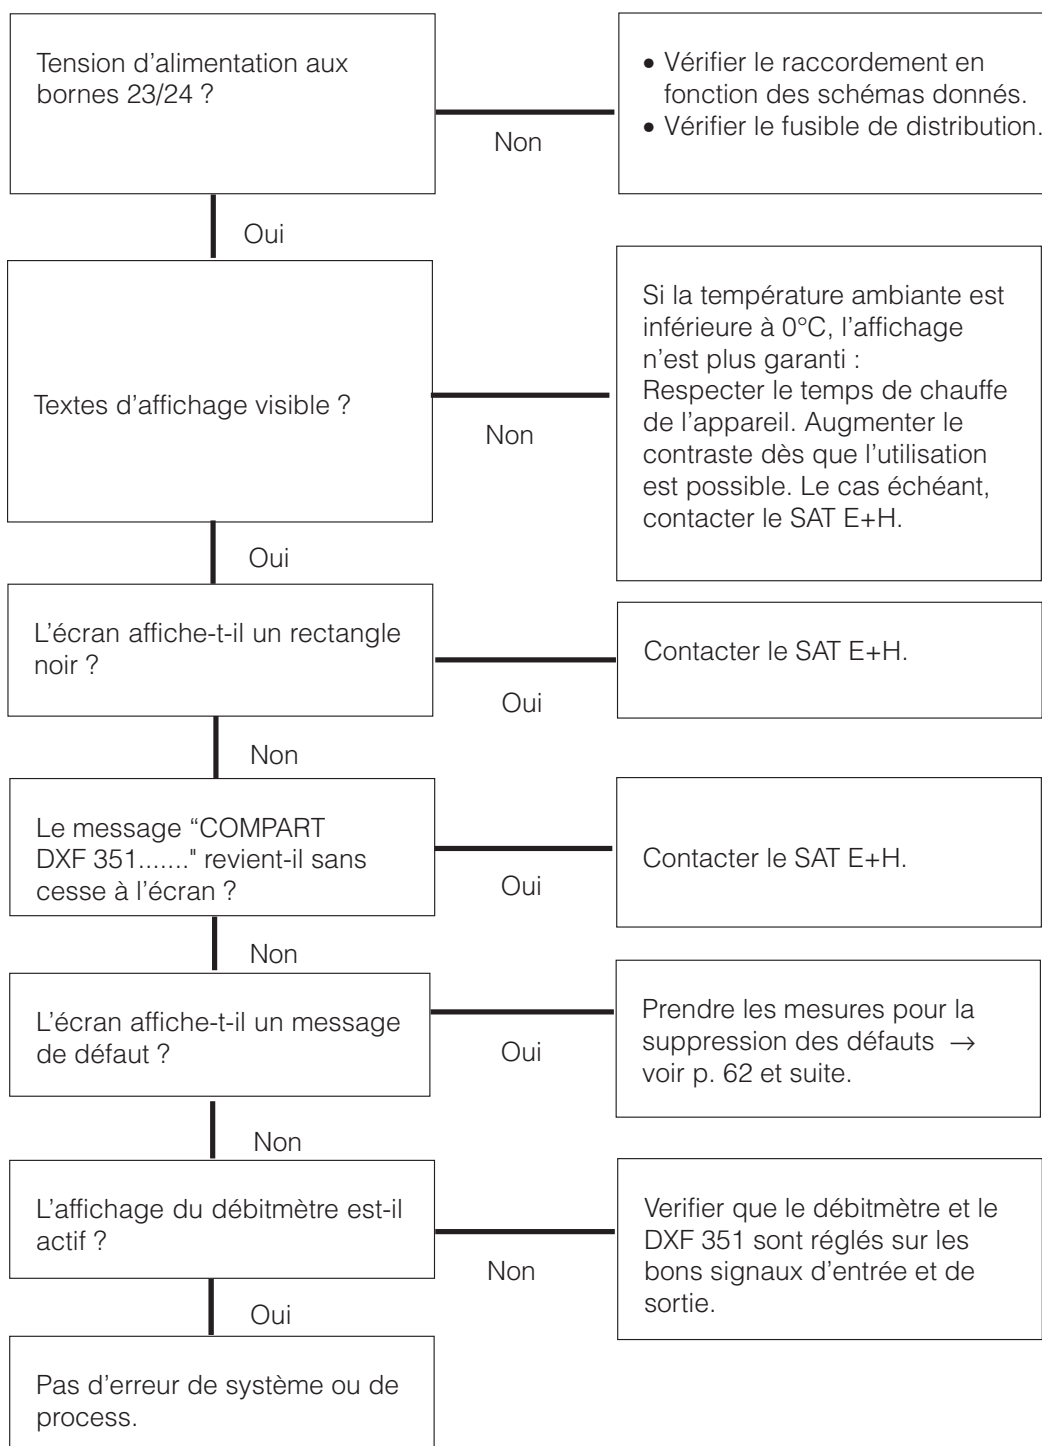 Tension d’alimentation aux
bornes 23/24 ?
Non
• Vérifier le raccordement en
fonction des schémas donnés.
• Vérifier le fusible de distribution.
Oui
Textes d’affichage visible ?
Non
Si la température ambiante est
inférieure à 0°C, l’affichage
n’est plus garanti :
Respecter le temps de chauffe
de l’appareil. Augmenter le
contraste dès que l’utilisation
est possible. Le cas échéant,
contacter le SAT E+H.
Oui
L’écran affiche-t-il un rectangle
noir ?
Oui
Contacter le SAT E+H.
Non
Le message “COMPART
DXF 351......." revient-il sans
cesse à l’écran ?
Oui
Contacter le SAT E+H.
Non
L’écran affiche-t-il un message
de défaut ?
Oui
Prendre les mesures pour la
suppression des défauts →
voir p. 62 et suite.
Non
L’affichage du débitmètre est-il
actif ?
Non
Verifier que le débitmètre et le
DXF 351 sont réglés sur les
bons signaux d’entrée et de
sortie.
Oui
Pas d’erreur de système ou de
process.